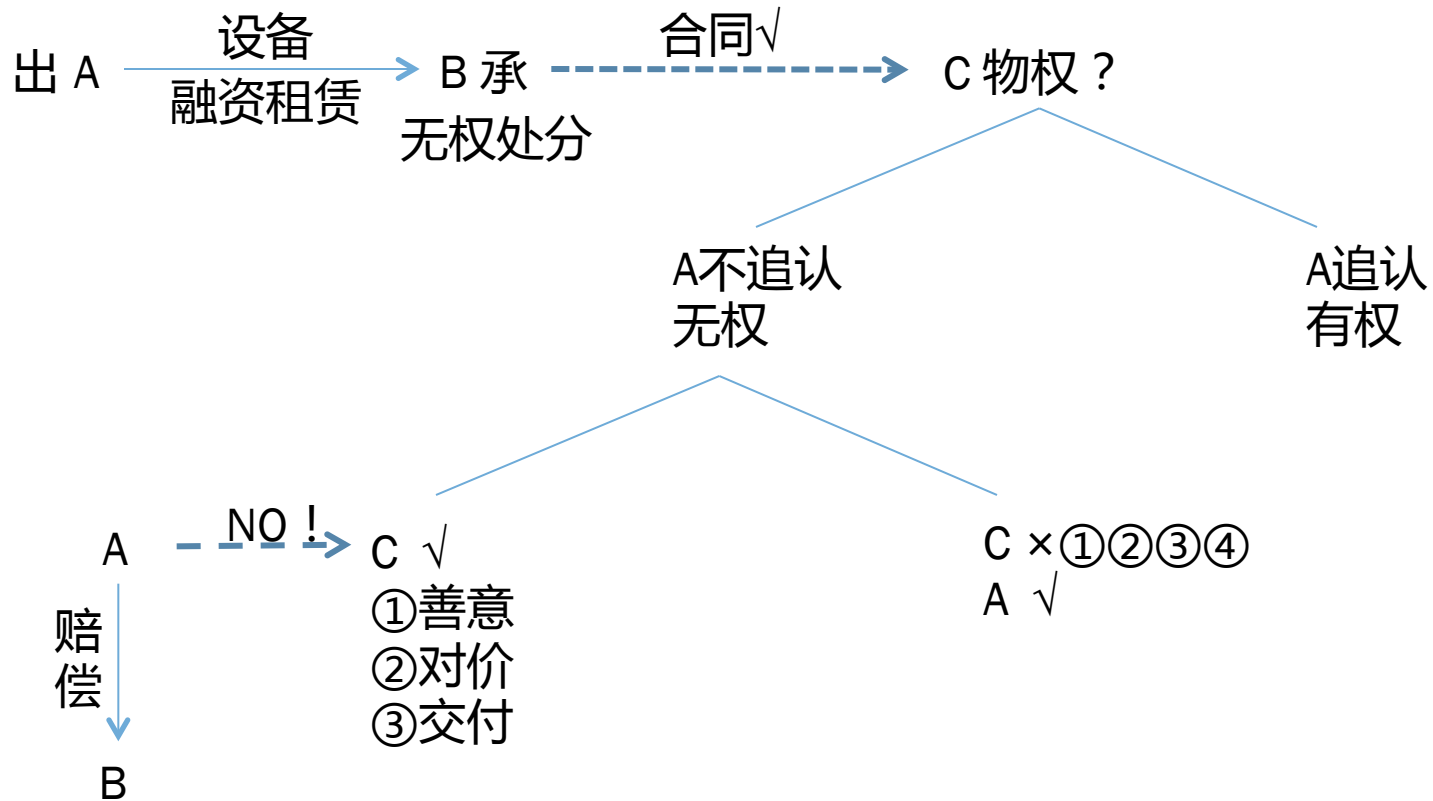 设备
出 A
融资租赁
B 承
无权处分
合同√
C 物权？
A不追认
无权
A追认
有权
A
NO！
C √
①善意
②对价
③交付
C ×①②③④
A √
赔
偿
B